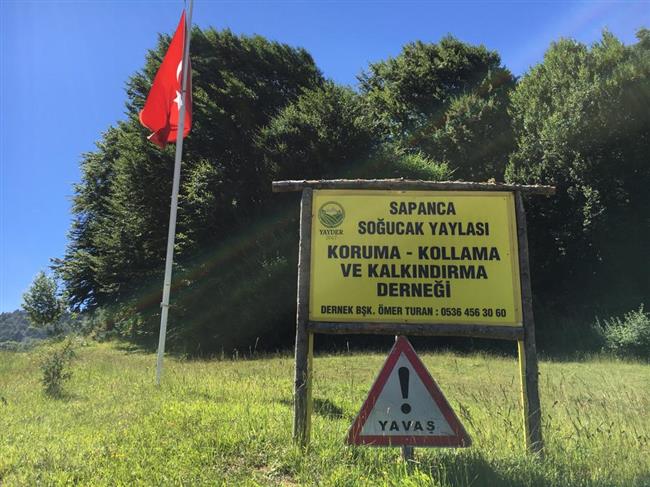 YAYDER
SAPANCA
SOĞUCAK YAYLASI
KORUMA - KOLLAMA
VE KALKINDIRMA
DERNEĞİ
DERNEK BŞK. ÖMER TURAN : 0536 456 30 60
YAVAŞ